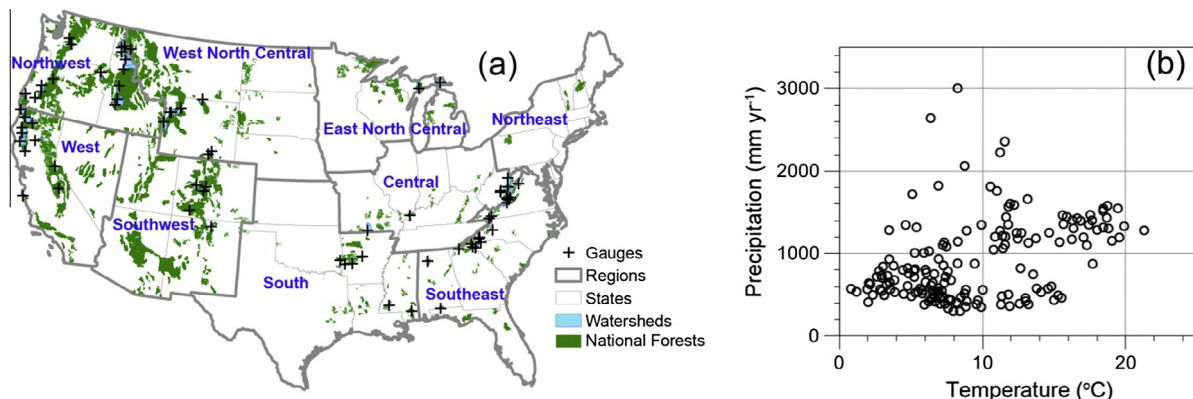 (a)
Northwest
West North Central
East North Central
Northeast
West
Central
Southwest
South
Southeast
Gauges
Regions
States
Watersheds
National Forests
(b)
Precipitation (mm yr⁻¹)
3000
2000
1000
0
0 10 20
Temperature (°C)